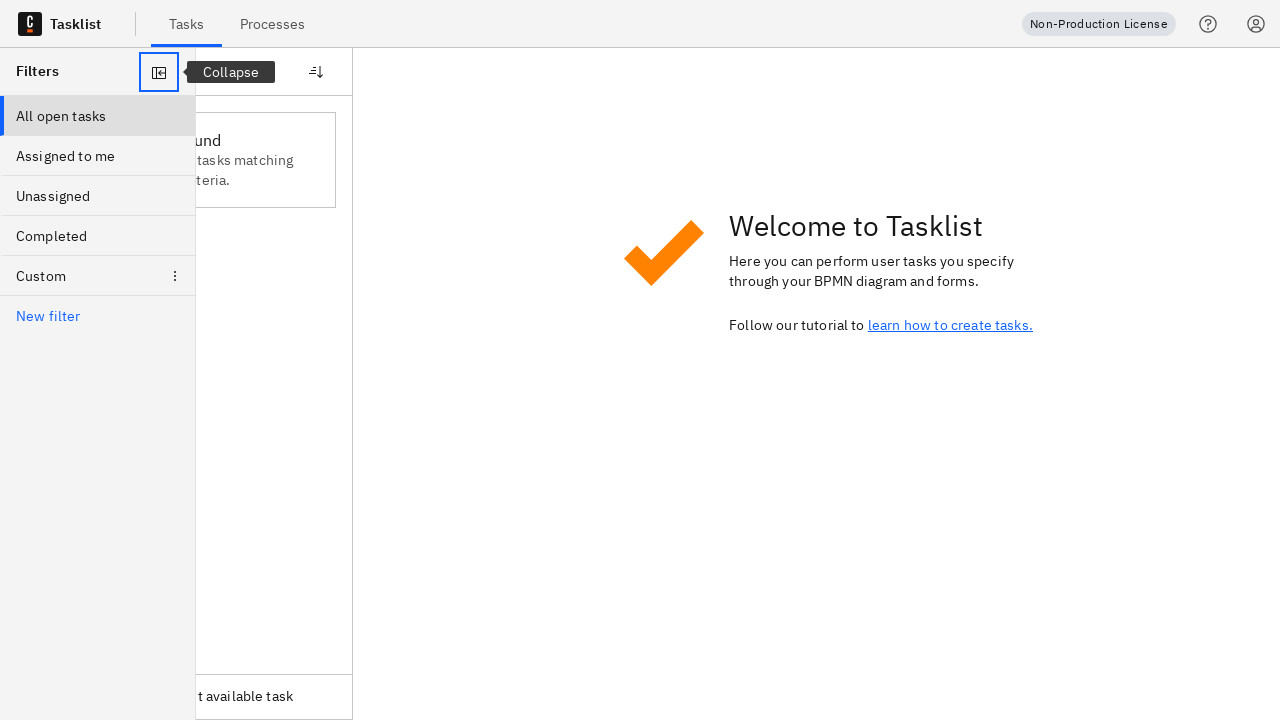 Tasklist
Tasks
Processes
Non-Production License
Filters
Collapse
All open tasks
Assigned to me
Unassigned
Completed
Custom
New filter
und
tasks matching
teria.
t available task
Welcome to Tasklist
Here you can perform user tasks you specify
through your BPMN diagram and forms.
Follow our tutorial to learn how to create tasks.